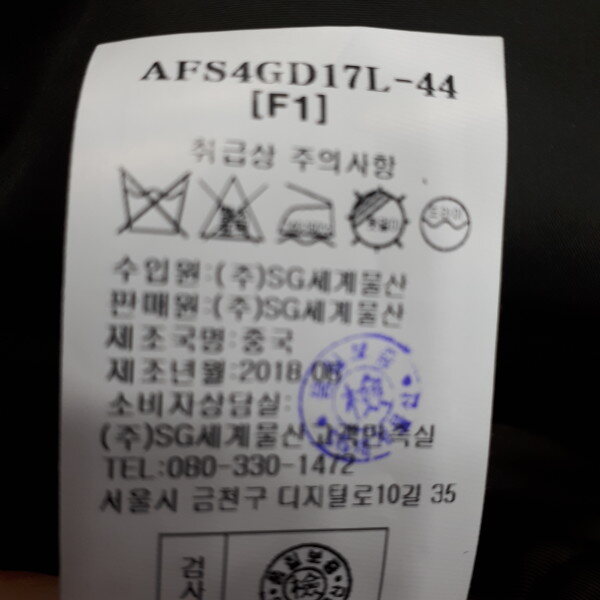 AFS4GD17L-44
[F1]
취급상 주의사항
수입원:(주)SG세계물산
판매원:(주)SG세계물산
제조국명:중국
제조년월:2018.08
소비자상담실:
(주)SG세계물산 고객만족실
TEL:080-330-1472
서울시 금천구 디지털로10길 35
검사
檢